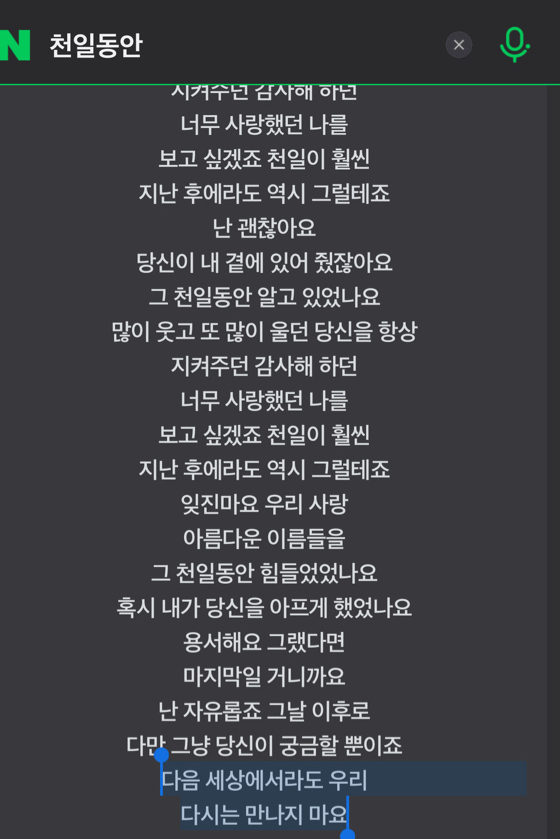 N 천일동안
지켜주던 감사해 하던
너무 사랑했던 나를
보고 싶겠죠 천일이 훨씬
지난 후에라도 역시 그럴테죠
난 괜찮아요
당신이 내 곁에 있어 줬잖아요
그 천일동안 알고 있었나요
많이 웃고 또 많이 울던 당신을 항상
지켜주던 감사해 하던
너무 사랑했던 나를
보고 싶겠죠 천일이 훨씬
지난 후에라도 역시 그럴테죠
잊진마요 우리 사랑
아름다운 이름들을
그 천일동안 힘들었었나요
혹시 내가 당신을 아프게 했었나요
용서해요 그랬다면
마지막일 거니까요
난 자유롭죠 그날 이후로
다만 그냥 당신이 궁금할 뿐이죠
다음 세상에서라도 우리
다시는 만나지 마요